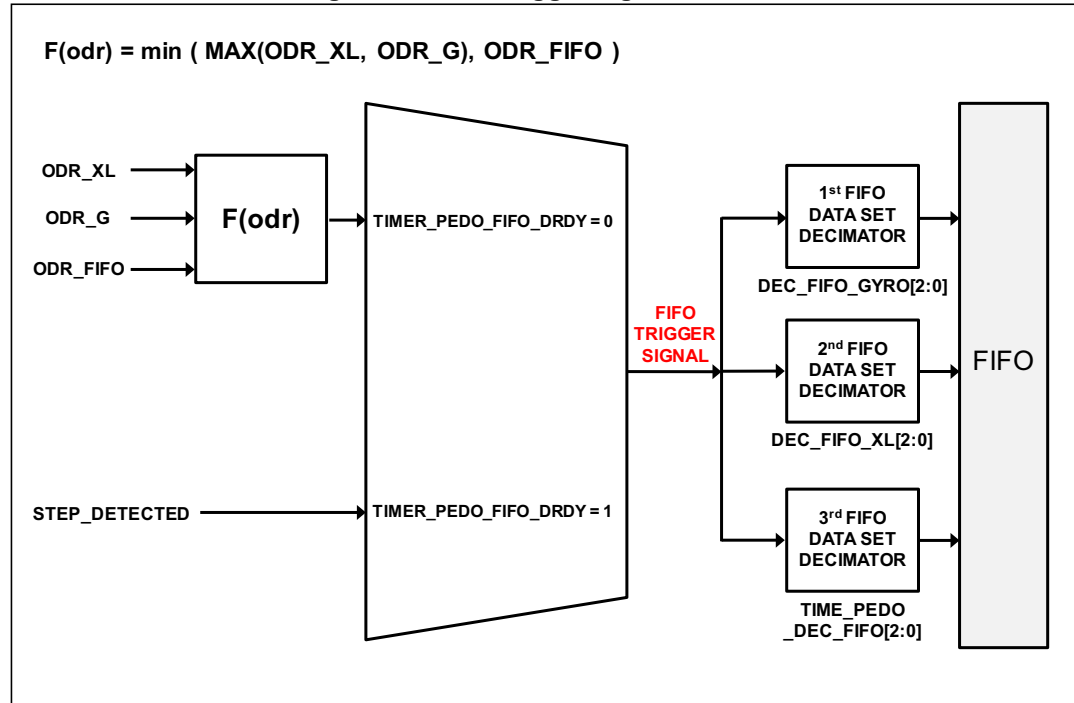 F(odr) = min ( MAX(ODR_XL, ODR_G), ODR_FIFO )
ODR_XL
ODR_G
ODR_FIFO
F(odr)
TIMER_PEDO_FIFO_DRDY = 0
STEP_DETECTED
TIMER_PEDO_FIFO_DRDY = 1
FIFO
TRIGGER
SIGNAL
1st FIFO
DATA SET
DECIMATOR
DEC_FIFO_GYRO[2:0]
2nd FIFO
DATA SET
DECIMATOR
DEC_FIFO_XL[2:0]
3rd FIFO
DATA SET
DECIMATOR
TIME_PEDO
_DEC_FIFO[2:0]
FIFO